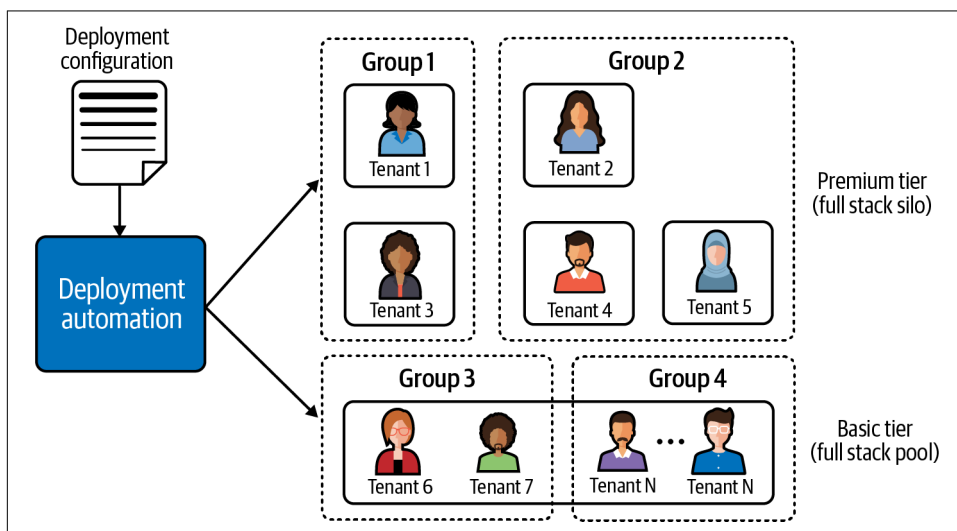 Deployment
configuration
Deployment
automation
Group 1
Tenant 1
Tenant 3
Group 2
Tenant 2
Tenant 4
Tenant 5
Premium tier
(full stack silo)
Group 3
Tenant 6
Tenant 7
Group 4
Tenant N
•••
Tenant N
Basic tier
(full stack pool)